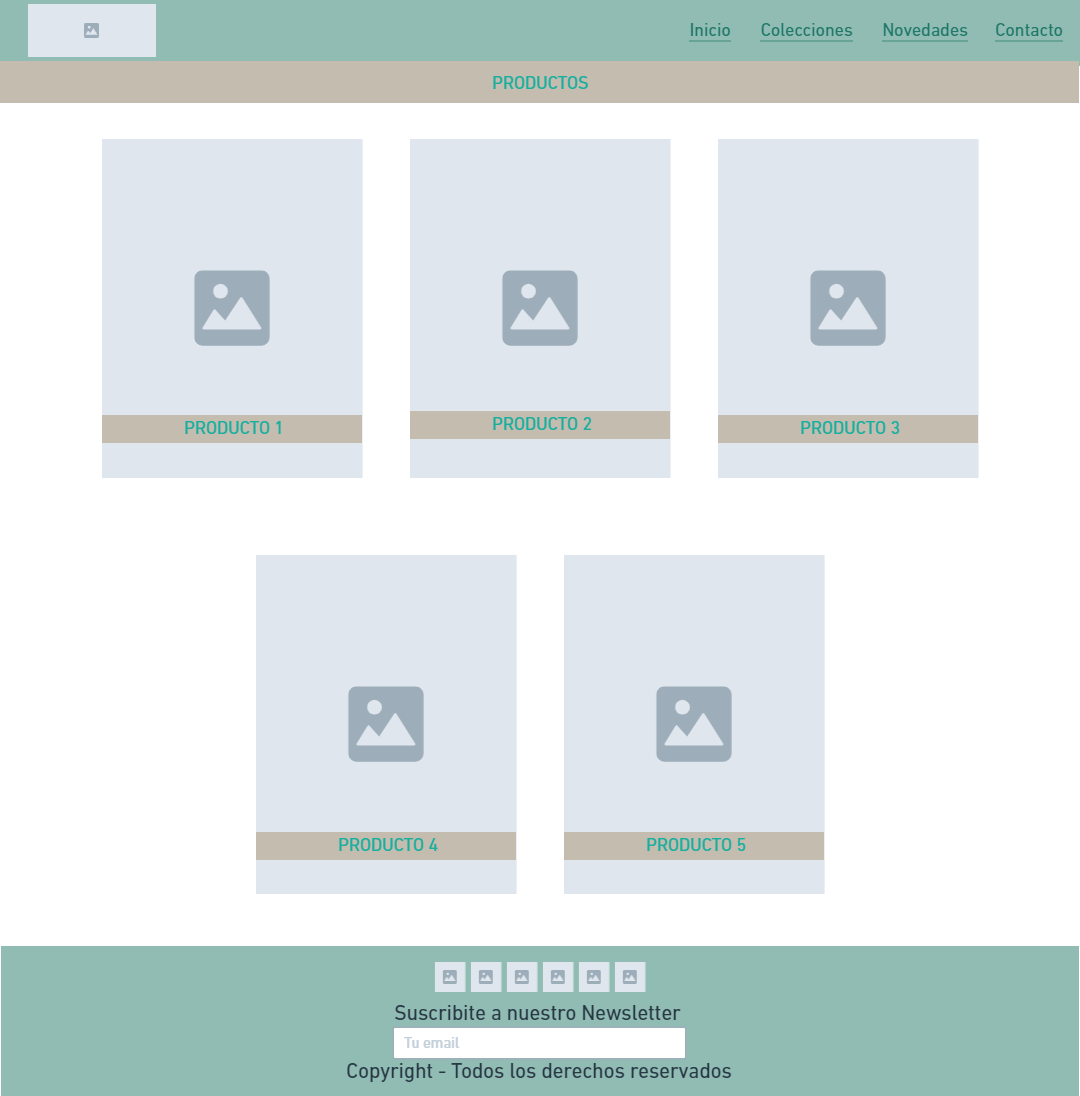 Inicio Colecciones Novedades Contacto
PRODUCTOS
PRODUCTO 1 PRODUCTO 2 PRODUCTO 3
PRODUCTO 4 PRODUCTO 5
Suscribite a nuestro Newsletter
Tu email
Copyright - Todos los derechos reservados